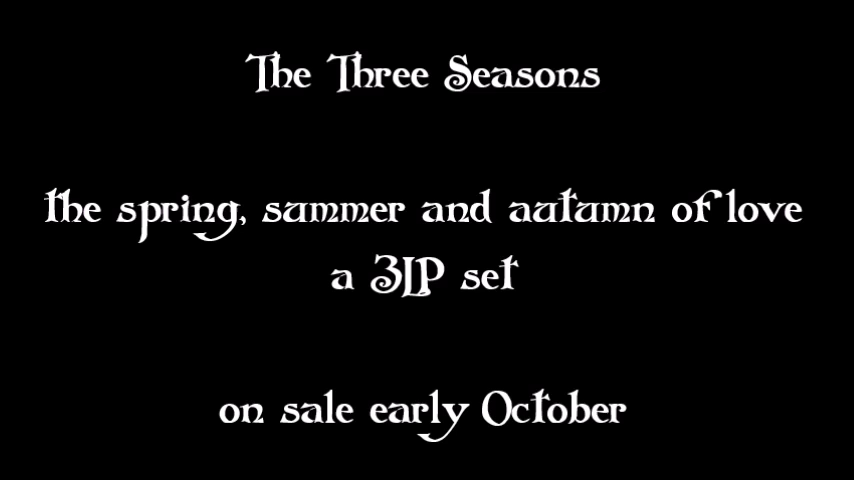 The Three Seasons
the spring, summer and autumn of love
a 3LP set
on sale early October